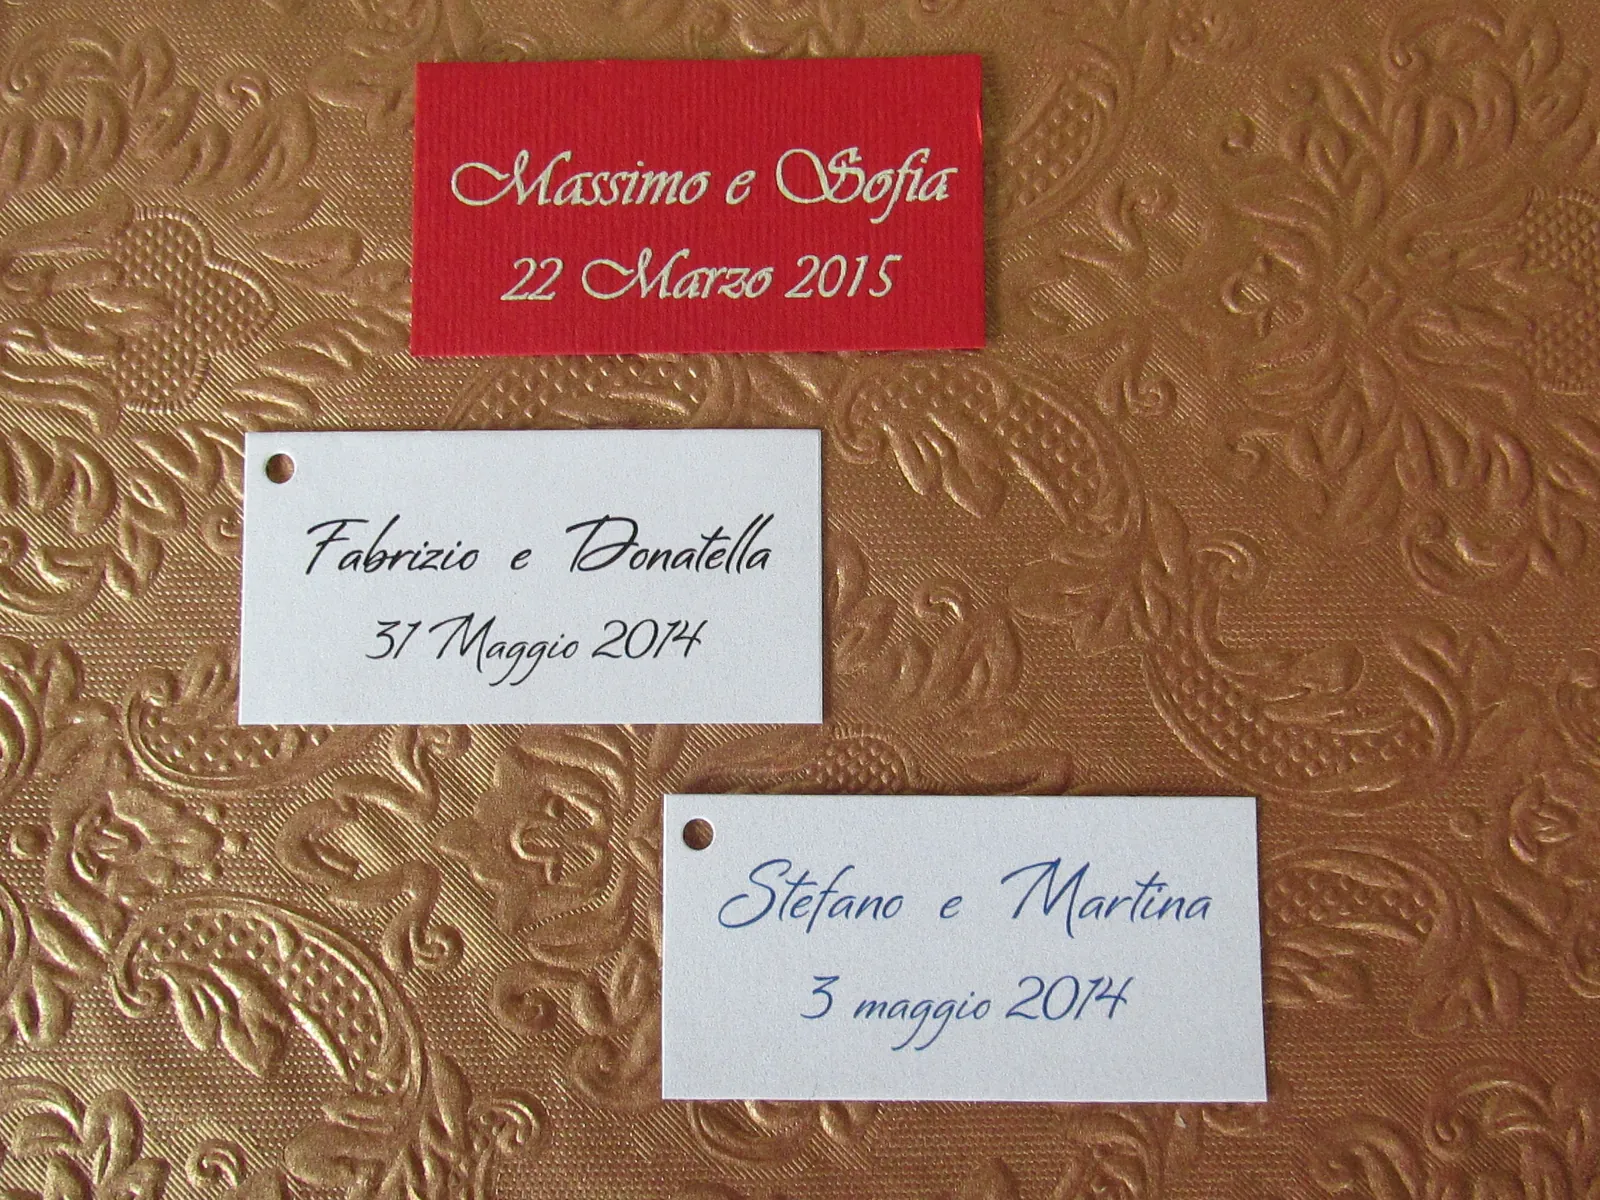 Massimo e Sofia
22 Marzo 2015
Fabrizio e Donatella
31 Maggio 2014
Stefano e Martina
3 maggio 2014